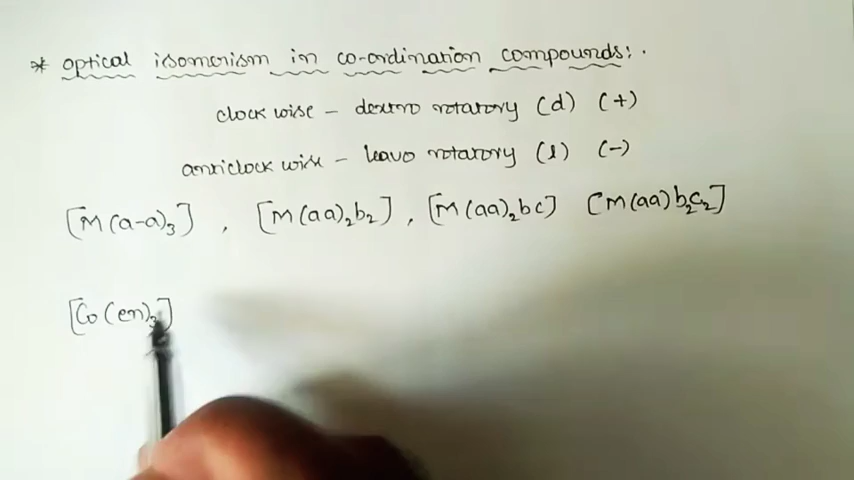 * optical isomerism in co-ordination compounds:.
clock wise - dextro rotatory (d) (+)
anticlock wise - leavo rotatory (l) (-)
[M(a-a)₃] , [M(aa)₂b₂] , [M(aa)₂bc] [M(aa)b₂c₂]
[Co(en)₃]